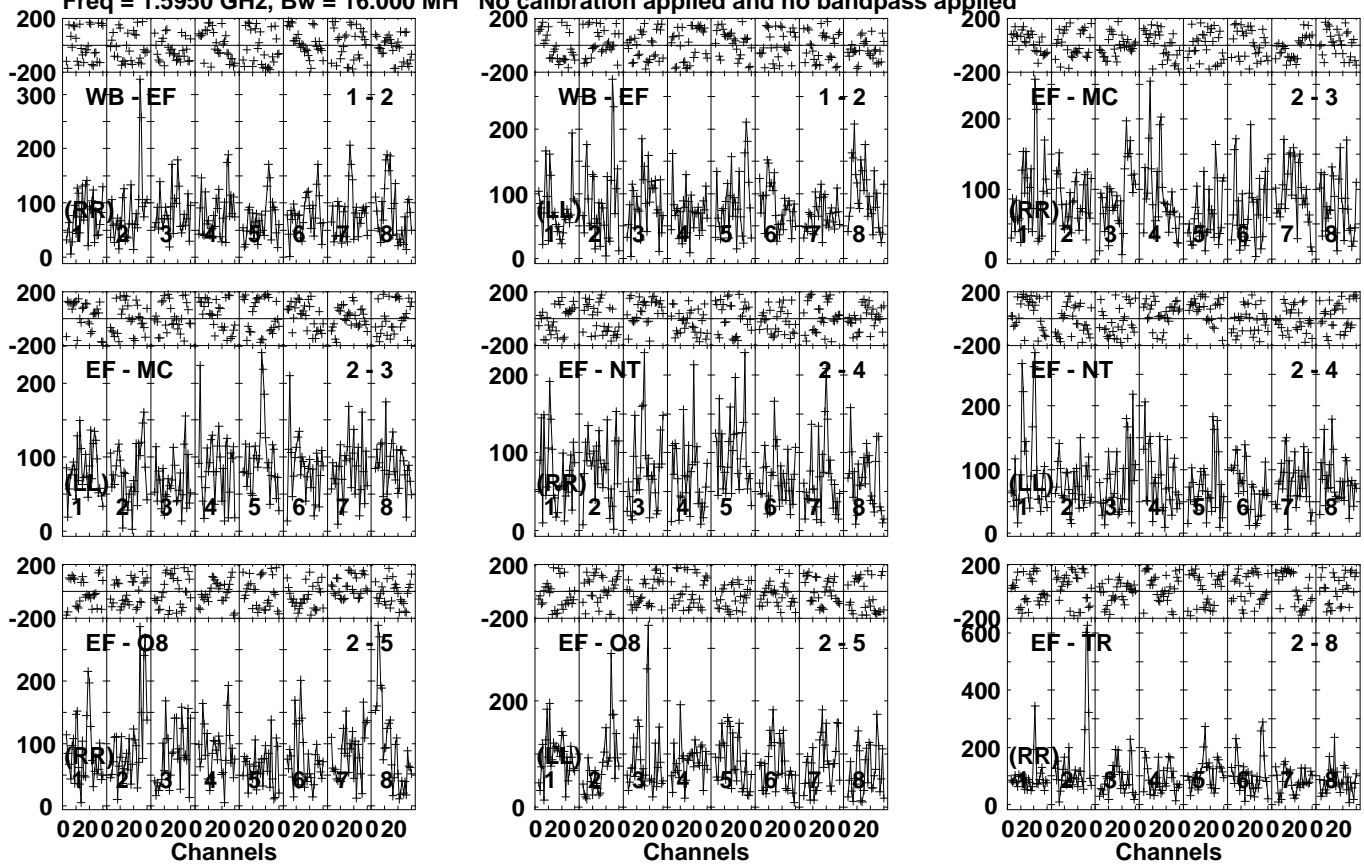 Freq = 1.5950 GHz, Bw = 16.000 MH No calibration applied and no bandpass applied
200 200 200
-200 -200 -200
300
WB - EF 1 - 2 WB - EF 1 - 2 EF - MC 2 - 3
200 200 200
100 100 100
(RR) (LL) (RR)
1 2 3 4 5 6 7 8 1 2 3 4 5 6 7 8 1 2 3 4 5 6 7 8
0 0 0
200 200 200
-200 -200 -200
EF - MC 2 - 3 EF - NT 2 - 4 EF - NT 2 - 4
200 200 200
100 100 100
(LL) (RR) (LL)
1 2 3 4 5 6 7 8 1 2 3 4 5 6 7 8 1 2 3 4 5 6 7 8
0 0 0
200 200 200
-200 -200 -200
600
EF - O8 2 - 5 EF - O8 2 - 5 EF - TR 2 - 8
200 200 400
100 200
(RR) (LL) (RR)
1 2 3 4 5 6 7 8 1 2 3 4 5 6 7 8 1 2 3 4 5 6 7 8
0 0 0
0 20 0 20 0 20 0 20 0 20 0 20 0 20 0 20 0 20 0 20 0 20 0 20 0 20 0 20 0 20 0 20 0 20 0 20 0 20 0 20 0 20 0 20 0 20 0 20
Channels Channels Channels